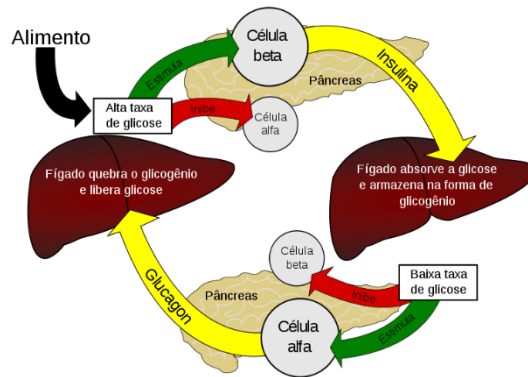 Alimento
Alta taxa
de glicose
Estimula
Inibe
Célula
beta
Pâncreas
Célula
alfa
Insulina
Fígado quebra o glicogênio
e libera glicose
Fígado absorve a glicose
e armazena na forma de
glicogênio
Baixa taxa
de glicose
Inibe
Estimula
Célula
beta
Pâncreas
Célula
alfa
Glucagon